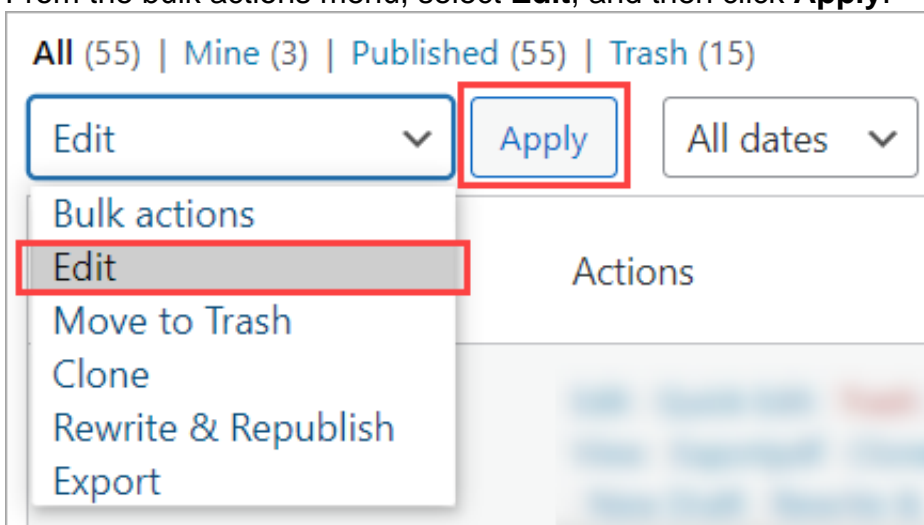 From the bulk actions menu, select Edit, and then click Apply.
All (55) | Mine (3) | Published (55) | Trash (15)
Edit
Apply
All dates
Bulk actions
Edit
Actions
Move to Trash
Clone
Rewrite & Republish
Export